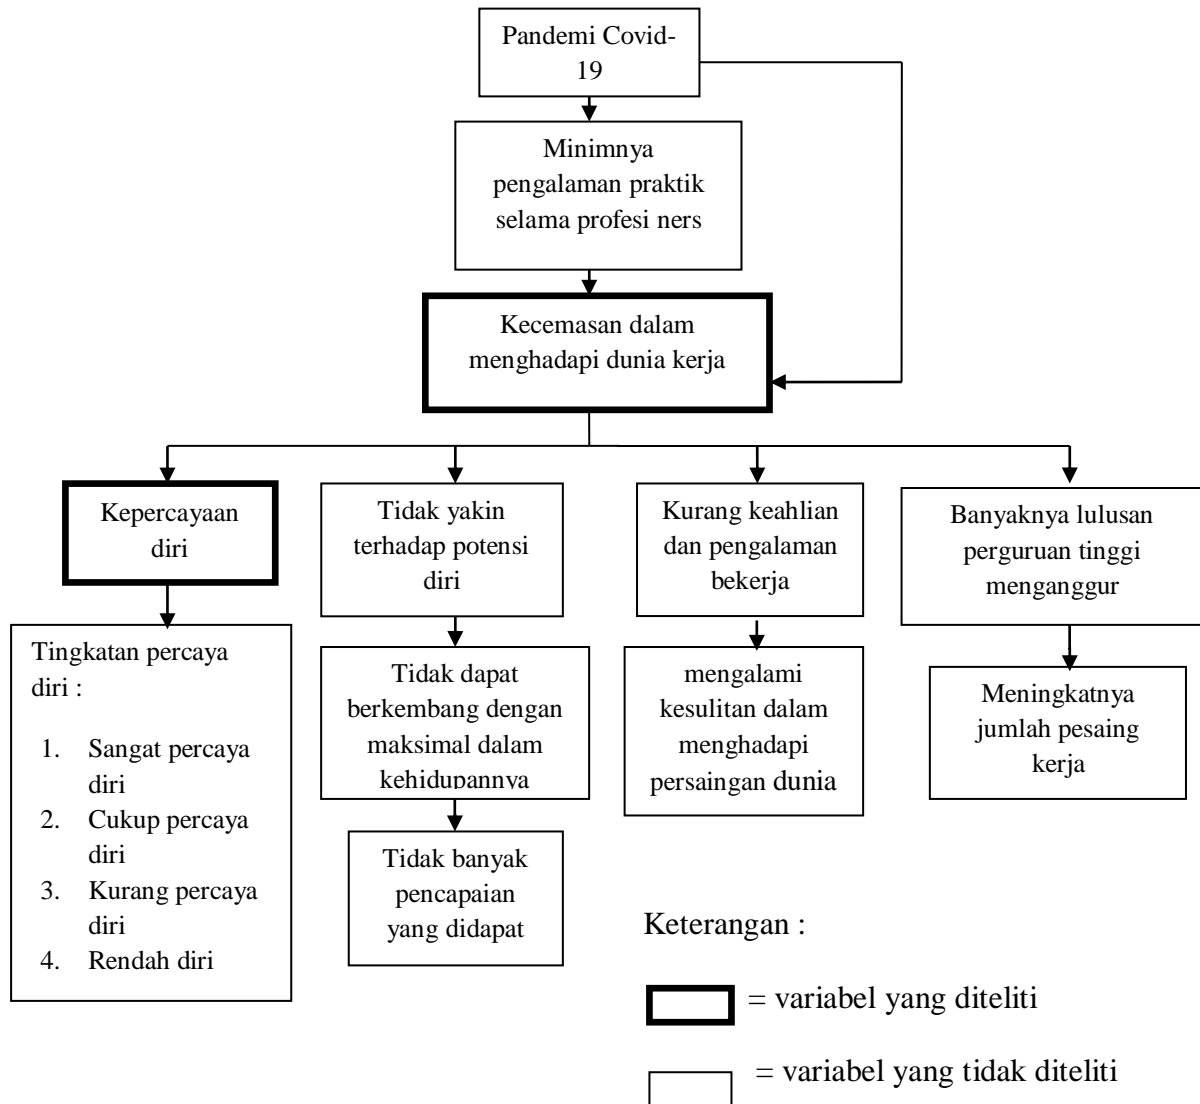 Pandemi Covid-
19
Minimnya
pengalaman praktik
selama profesi ners
Kecemasan dalam
menghadapi dunia kerja
Kepercayaan
diri
Tidak yakin
terhadap potensi
diri
Kurang keahlian
dan pengalaman
bekerja
Banyaknya lulusan
perguruan tinggi
menganggur
Tingkatan percaya
diri :
1. Sangat percaya
diri
2. Cukup percaya
diri
3. Kurang percaya
diri
4. Rendah diri
Tidak dapat
berkembang dengan
maksimal dalam
kehidupannya
mengalami
kesulitan dalam
menghadapi
persaingan dunia
Meningkatnya
jumlah pesaing
kerja
Tidak banyak
pencapaian
yang didapat
Keterangan :
= variabel yang diteliti
= variabel yang tidak diteliti